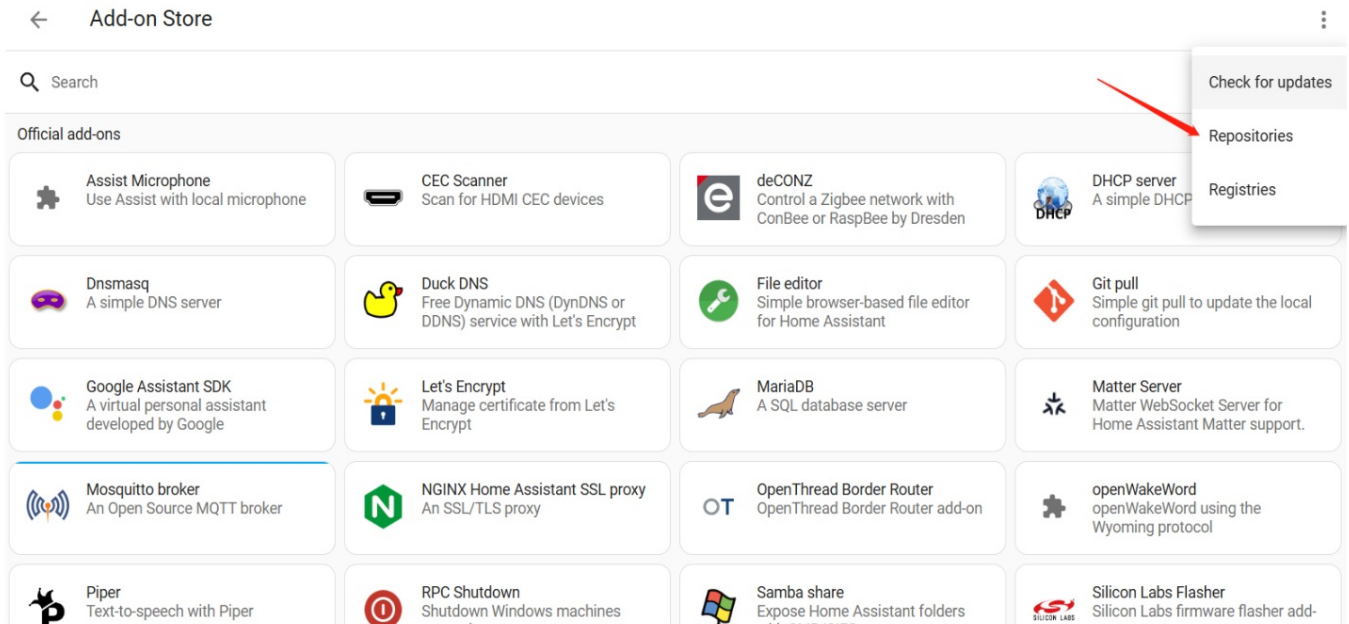 Add-on Store
Search
Check for updates
Repositories
Registries
Official add-ons
Assist Microphone
Use Assist with local microphone
CEC Scanner
Scan for HDMI CEC devices
deCONZ
Control a Zigbee network with
ConBee or RaspBee by Dresden
DHCP
DHCP server
A simple DHCP
Dnsmasq
A simple DNS server
Duck DNS
Free Dynamic DNS (DynDNS or
DDNS) service with Let's Encrypt
File editor
Simple browser-based file editor
for Home Assistant
Git pull
Simple git pull to update the local
configuration
Google Assistant SDK
A virtual personal assistant
developed by Google
Let's Encrypt
Manage certificate from Let's
Encrypt
MariaDB
A SQL database server
Matter Server
Matter WebSocket Server for
Home Assistant Matter support.
Mosquitto broker
An Open Source MQTT broker
N
NGINX Home Assistant SSL proxy
An SSL/TLS proxy
OT
OpenThread Border Router
OpenThread Border Router add-on
openWakeWord
openWakeWord using the
Wyoming protocol
Piper
Text-to-speech with Piper
RPC Shutdown
Shutdown Windows machines
Samba share
Expose Home Assistant folders
SILICON LABS
Silicon Labs Flasher
Silicon Labs firmware flasher add-